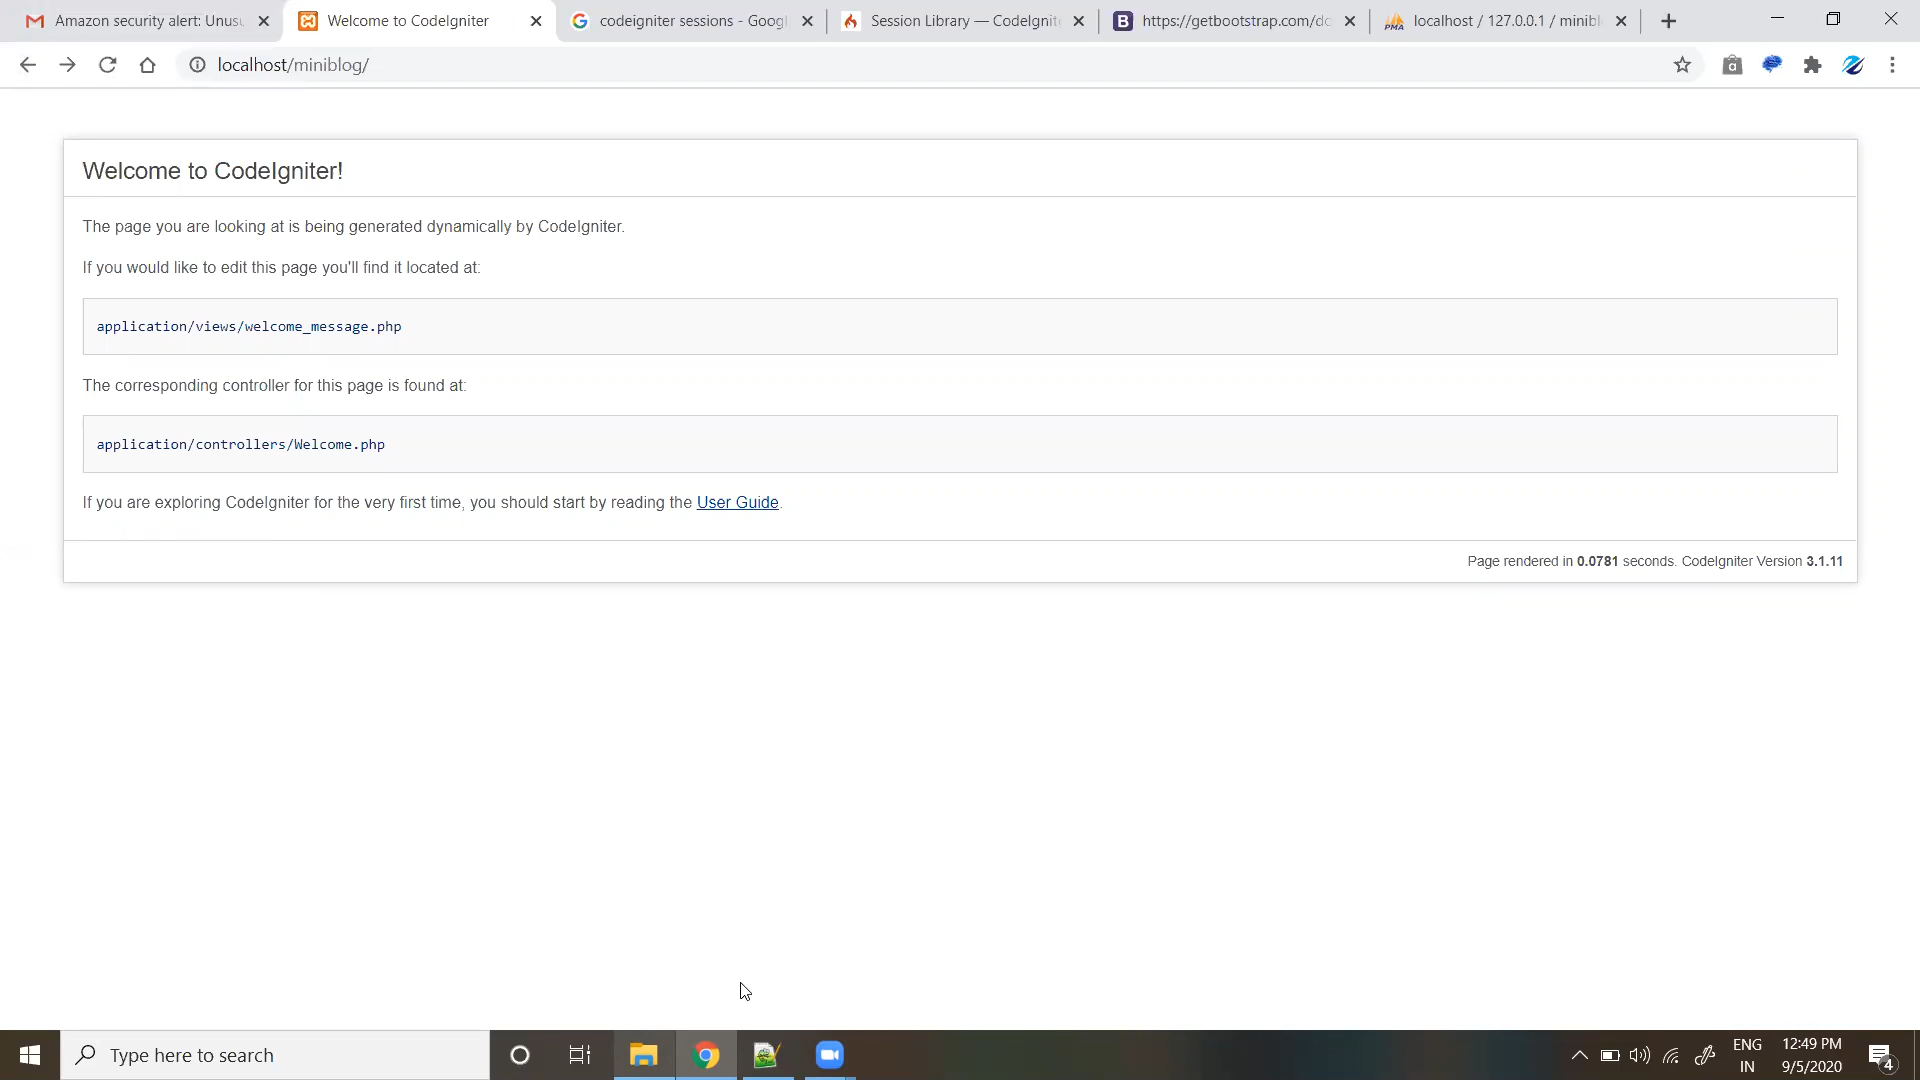 Amazon security alert: Unusu
Welcome to CodeIgniter
codeigniter sessions - Googl
Session Library — CodeIgnite
https://getbootstrap.com/do
localhost / 127.0.0.1 / minibl
localhost/miniblog/
Welcome to CodeIgniter!
The page you are looking at is being generated dynamically by CodeIgniter.
If you would like to edit this page you'll find it located at:
application/views/welcome_message.php
The corresponding controller for this page is found at:
application/controllers/Welcome.php
If you are exploring CodeIgniter for the very first time, you should start by reading the User Guide.
Page rendered in 0.0781 seconds. CodeIgniter Version 3.1.11
Type here to search
ENG
IN
12:49 PM
9/5/2020
4